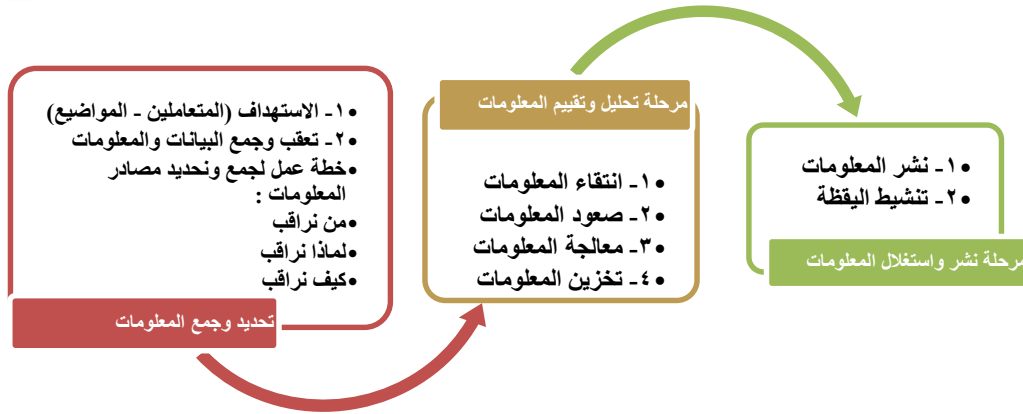 •١- الاستهداف (المتعاملين - المواضيع)
•٢- تعقب وجمع البيانات والمعلومات
•خطة عمل لجمع ونحديد مصادر
المعلومات :
•من نراقب
•لماذا نراقب
•كيف نراقب
تحديد وجمع المعلومات
مرحلة تحليل وتقييم المعلومات
•١- انتقاء المعلومات
•٢- صعود المعلومات
•٣- معالجة المعلومات
•٤- تخزين المعلومات
•١- نشر المعلومات
•٢- تنشيط اليقظة
مرحلة نشر واستغلال المعلومات